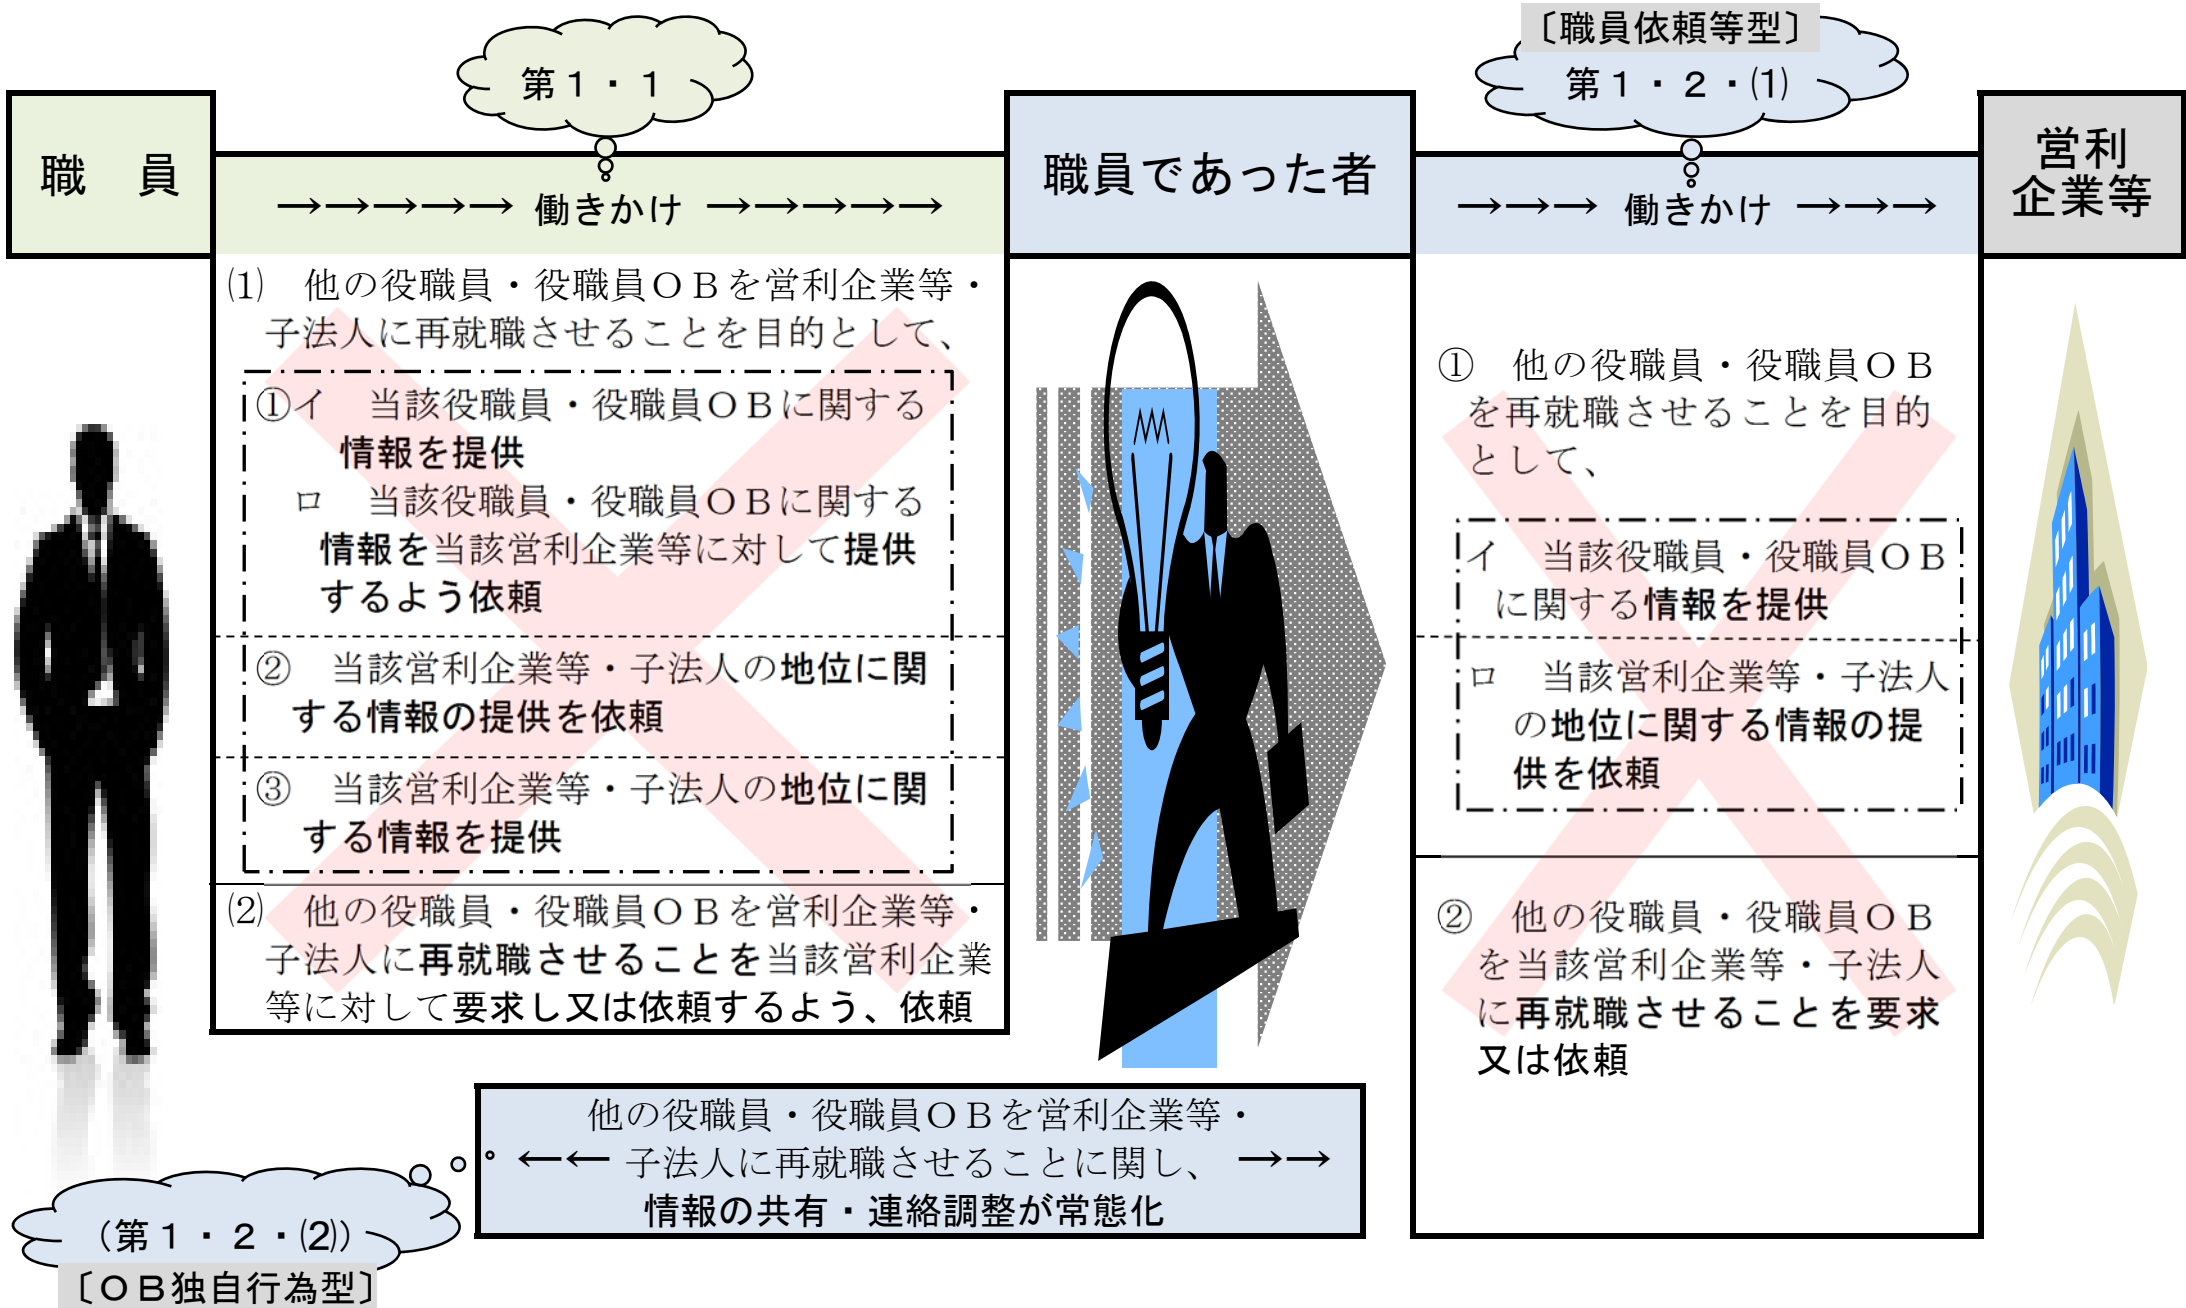 第１・１
〔職員依頼等型〕
第１・２・⑴
職　員
→→→→→ 働きかけ →→→→→
職員であった者
→→→ 働きかけ →→→
営利
企業等
⑴　他の役職員・役職員ＯＢを営利企業等・
子法人に再就職させることを目的として、
①イ　当該役職員・役職員ＯＢに関する
情報を提供
ロ　当該役職員・役職員ＯＢに関する
情報を当該営利企業等に対して提供
するよう依頼
②　当該営利企業等・子法人の地位に関
する情報の提供を依頼
③　当該営利企業等・子法人の地位に関
する情報を提供
⑵　他の役職員・役職員ＯＢを営利企業等・
子法人に再就職させることを当該営利企業
等に対して要求し又は依頼するよう、依頼
①　他の役職員・役職員ＯＢ
を再就職させることを目的
として、
イ　当該役職員・役職員ＯＢ
に関する情報を提供
ロ　当該営利企業等・子法人
の地位に関する情報の提
供を依頼
②　他の役職員・役職員ＯＢ
を当該営利企業等・子法人
に再就職させることを要求
又は依頼
他の役職員・役職員ＯＢを営利企業等・
←← 子法人に再就職させることに関し、 →→
情報の共有・連絡調整が常態化
（第１・２・⑵）
〔ＯＢ独自行為型〕